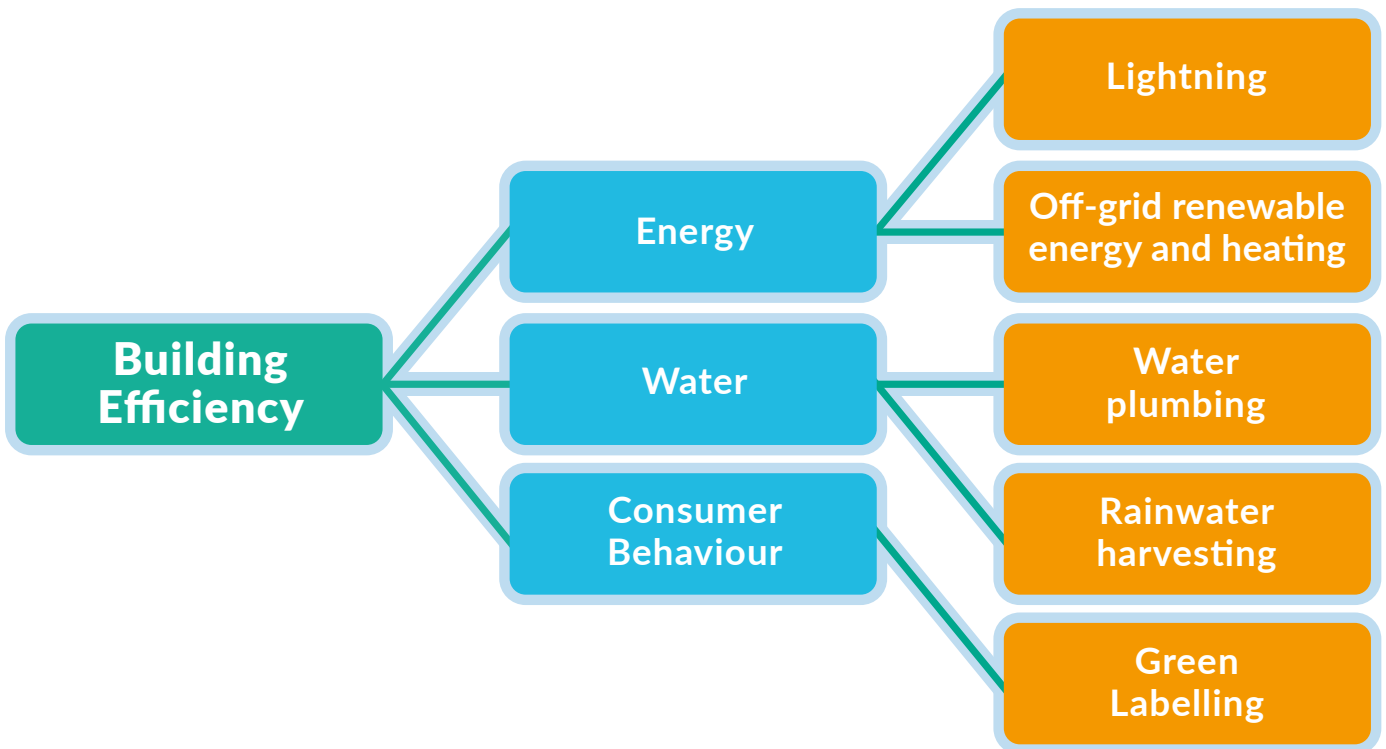 Building
Efficiency
Energy
Lightning
Off-grid renewable
energy and heating
Water
Water
plumbing
Rainwater
harvesting
Consumer
Behaviour
Green
Labelling